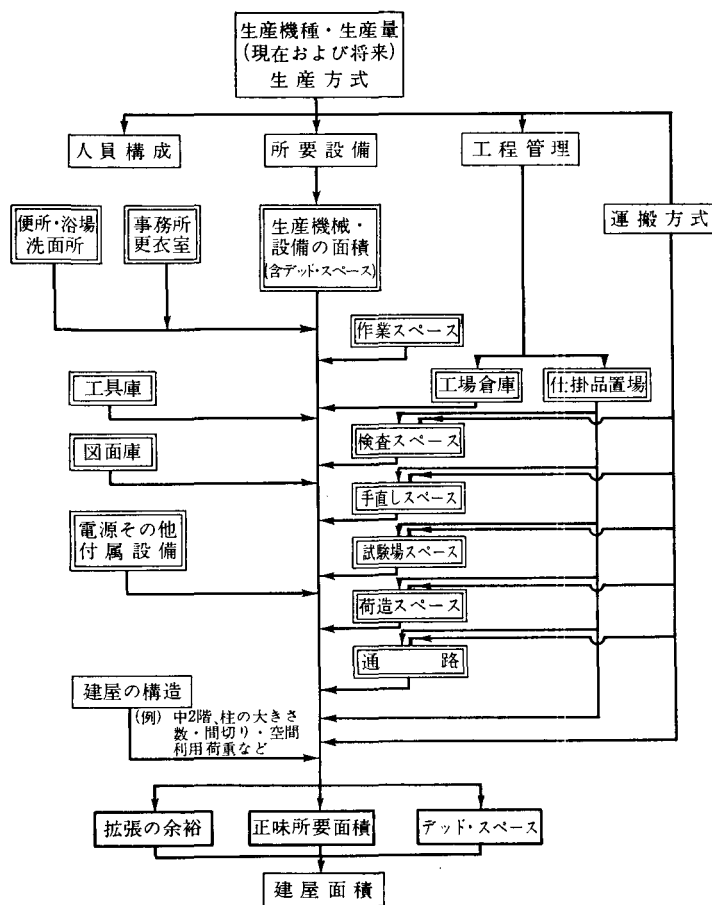 生産機種・生産量
(現在および将来)
生産方式
人員構成
所要設備
工程管理
運搬方式
便所・浴場
洗面所
事務所
更衣室
生産機械・
設備の面積
(含デッド・スペース)
作業スペース
工場倉庫
仕掛品置場
工具庫
検査スペース
図面庫
手直しスペース
電源その他
付属設備
試験場スペース
荷造スペース
通路
建屋の構造
(例) 中2階、柱の大きさ
数・間切り・空間
利用荷重など
拡張の余裕
正味所要面積
デッド・スペース
建屋面積